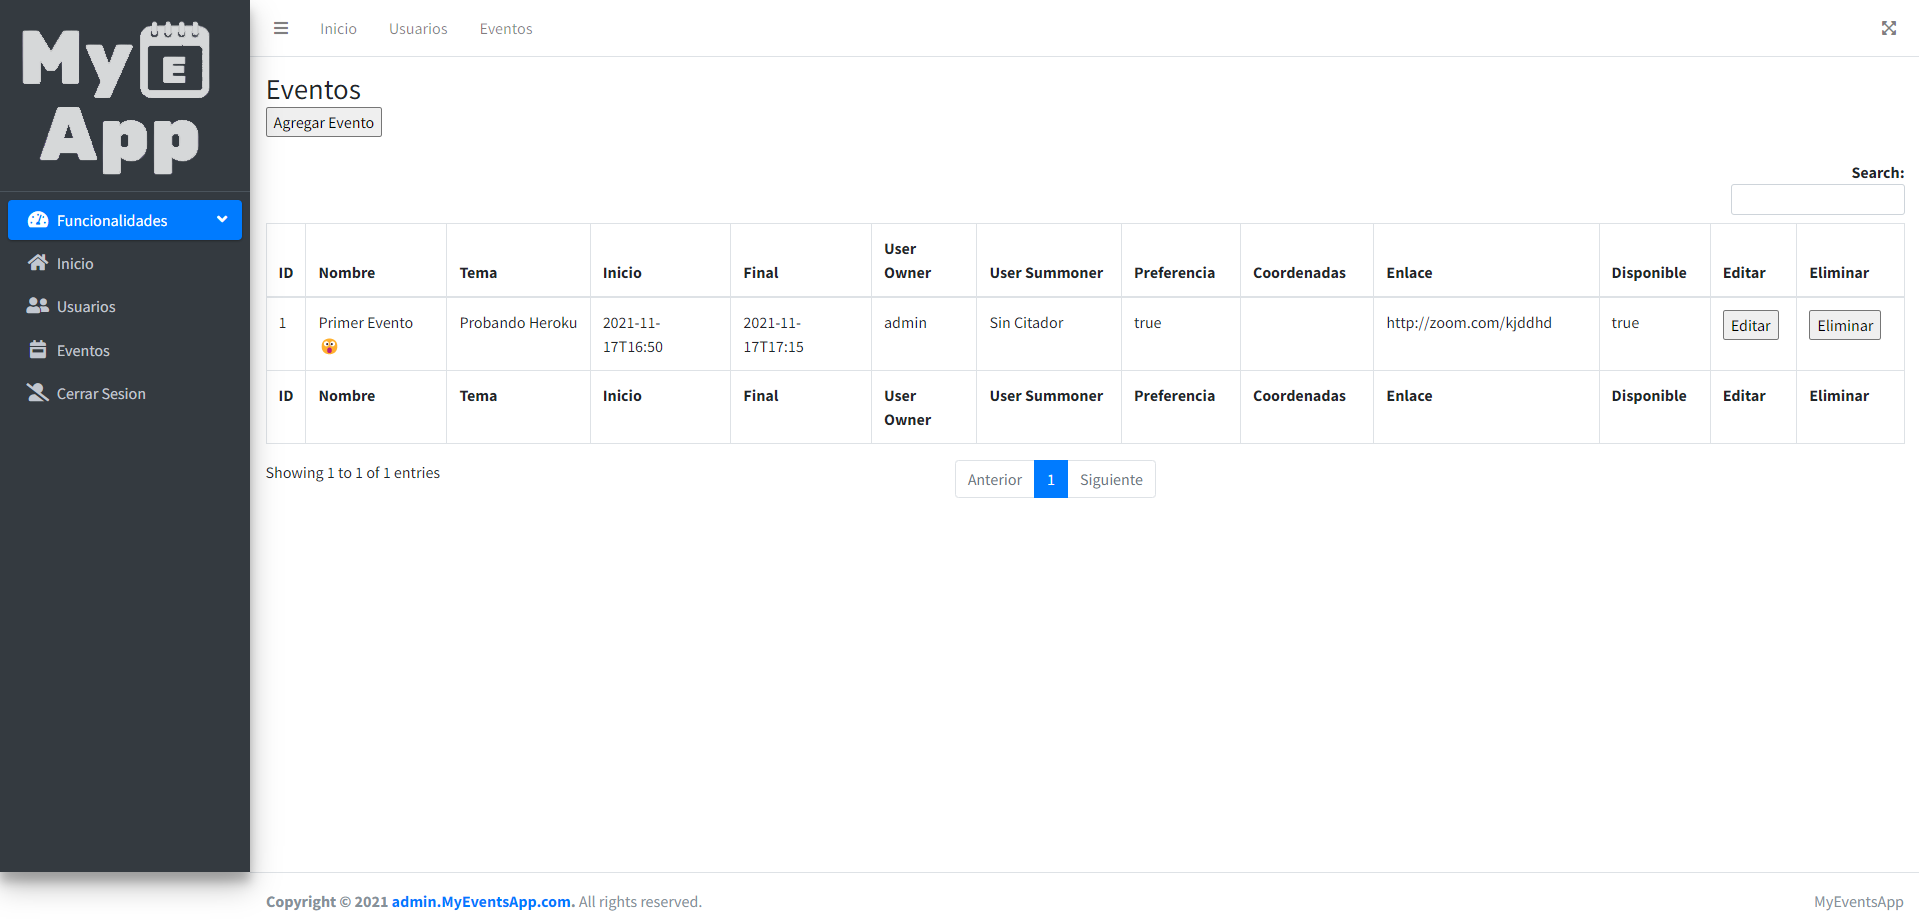 My E
App
Funcionalidades
Inicio
Usuarios
Eventos
Cerrar Sesion
Inicio Usuarios Eventos
Eventos
Agregar Evento
Search:
ID Nombre Tema Inicio Final User Owner User Summoner Preferencia Coordenadas Enlace Disponible Editar Eliminar
1 Primer Evento 😲 Probando Heroku 2021-11-17T16:50 2021-11-17T17:15 admin Sin Citador true http://zoom.com/kjddhd true Editar Eliminar
ID Nombre Tema Inicio Final User Owner User Summoner Preferencia Coordenadas Enlace Disponible Editar Eliminar
Showing 1 to 1 of 1 entries
Anterior 1 Siguiente
Copyright © 2021 admin.MyEventsApp.com. All rights reserved.
MyEventsApp